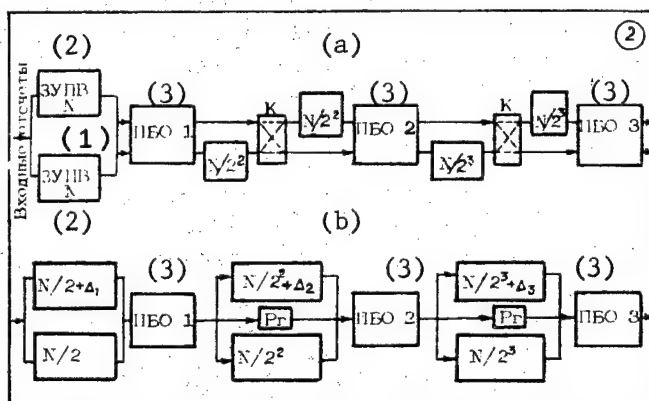 (2) (a) 2
Входные отсчеты
ЗУПВ N
(3) (3) (3)
ПБО 1
K
N/2²
ПБО 2
K
N/2³
ПБО 3
(1)
ЗУПВ N
N/2²
N/2³
(2) (b)
(3) (3) (3)
N/2+Δ₁
ПБО 1
N/2²+Δ₂
Pr
ПБО 2
N/2³+Δ₃
Pr
ПБО 3
N/2
N/2²
N/2³